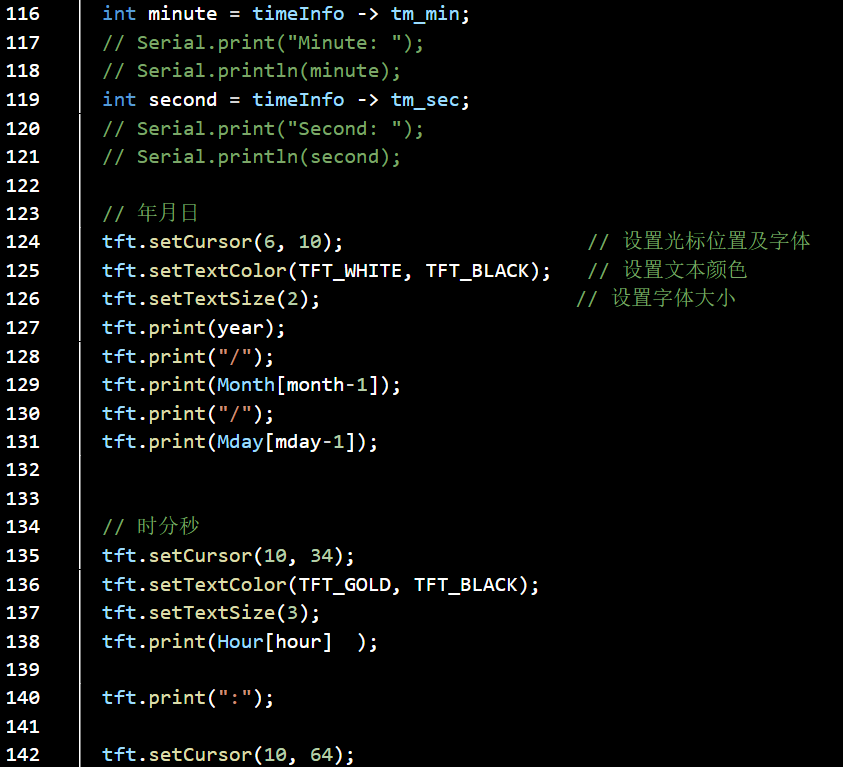 116 int minute = timeInfo -> tm_min;
117 // Serial.print("Minute: ");
118 // Serial.println(minute);
119 int second = timeInfo -> tm_sec;
120 // Serial.print("Second: ");
121 // Serial.println(second);
122
123 // 年月日
124 tft.setCursor(6, 10); // 设置光标位置及字体
125 tft.setTextColor(TFT_WHITE, TFT_BLACK); // 设置文本颜色
126 tft.setTextSize(2); // 设置字体大小
127 tft.print(year);
128 tft.print("/");
129 tft.print(Month[month-1]);
130 tft.print("/");
131 tft.print(Mday[mday-1]);
132
133
134 // 时分秒
135 tft.setCursor(10, 34);
136 tft.setTextColor(TFT_GOLD, TFT_BLACK);
137 tft.setTextSize(3);
138 tft.print(Hour[hour]  );
139
140 tft.print(":");
141
142 tft.setCursor(10, 64);